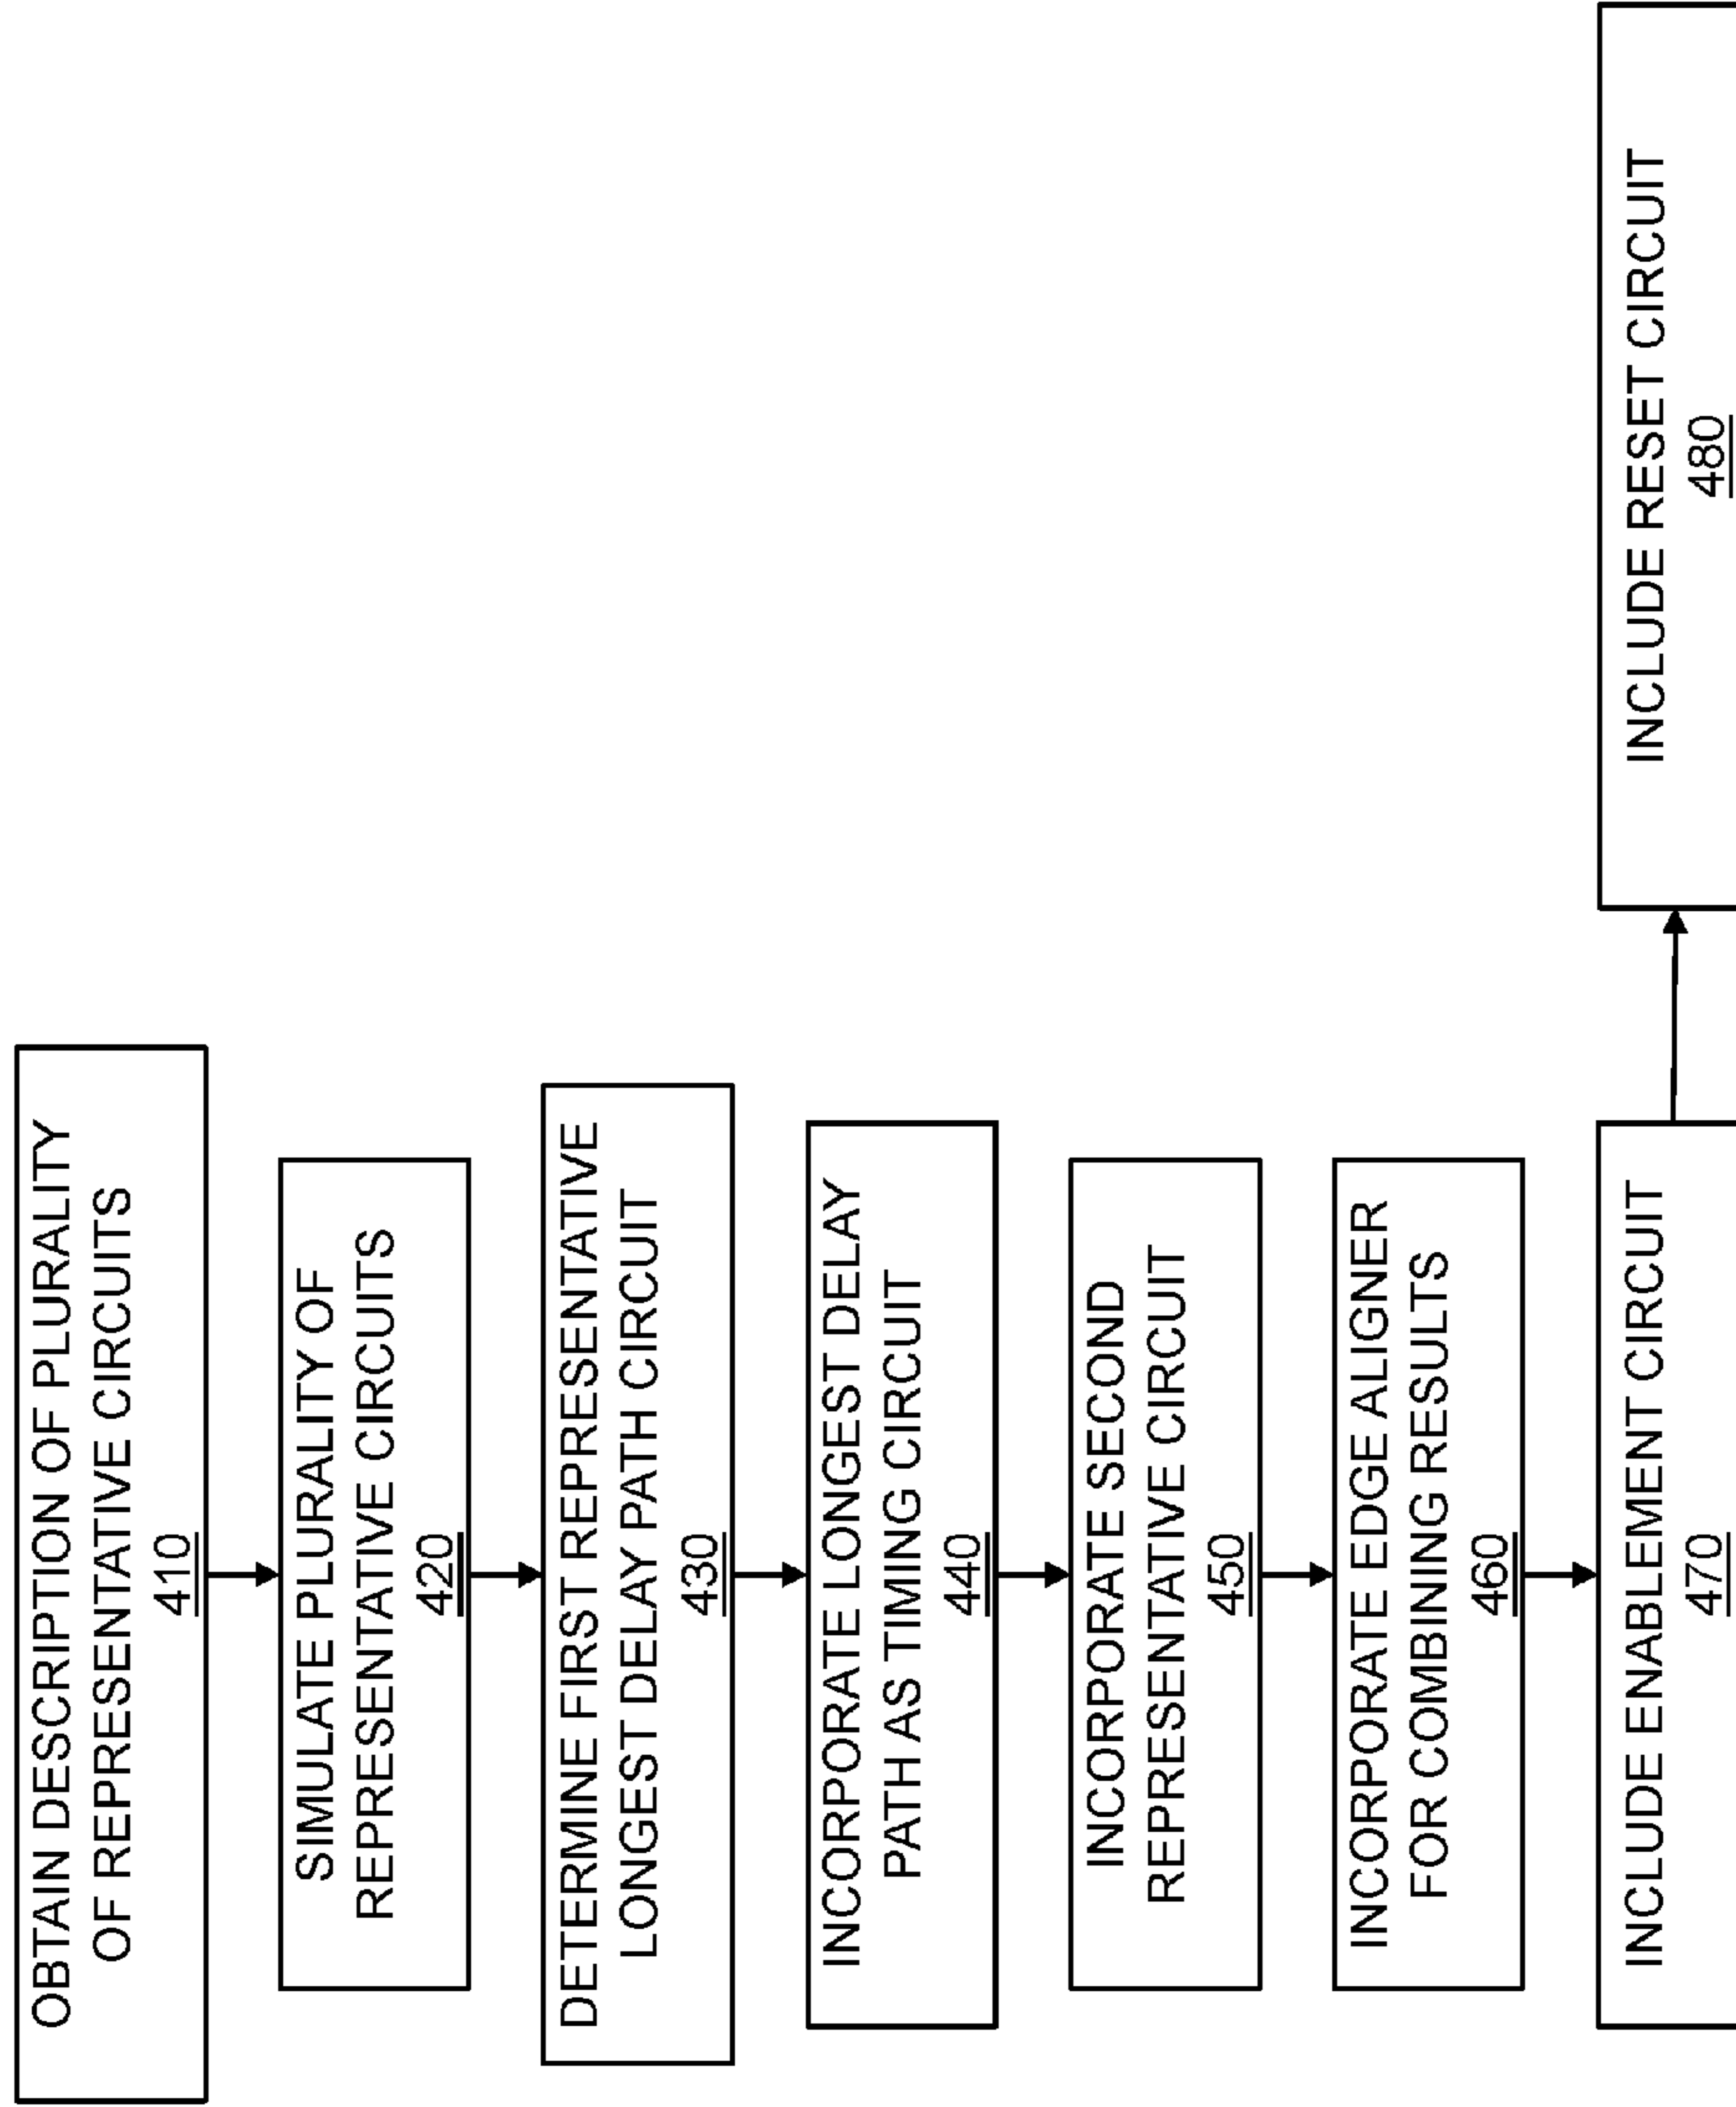 OBTAIN DESCRIPTION OF PLURALITY
OF REPRESENTATIVE CIRCUITS
410
SIMULATE PLURALITY OF
REPRESENTATIVE CIRCUITS
420
DETERMINE FIRST REPRESENTATIVE
LONGEST DELAY PATH CIRCUIT
430
INCORPORATE LONGEST DELAY
PATH AS TIMING CIRCUIT
440
INCORPORATE SECOND
REPRESENTATIVE CIRCUIT
450
INCORPORATE EDGE ALIGNER
FOR COMBINING RESULTS
460
INCLUDE ENABLEMENT CIRCUIT
470
INCLUDE RESET CIRCUIT
480